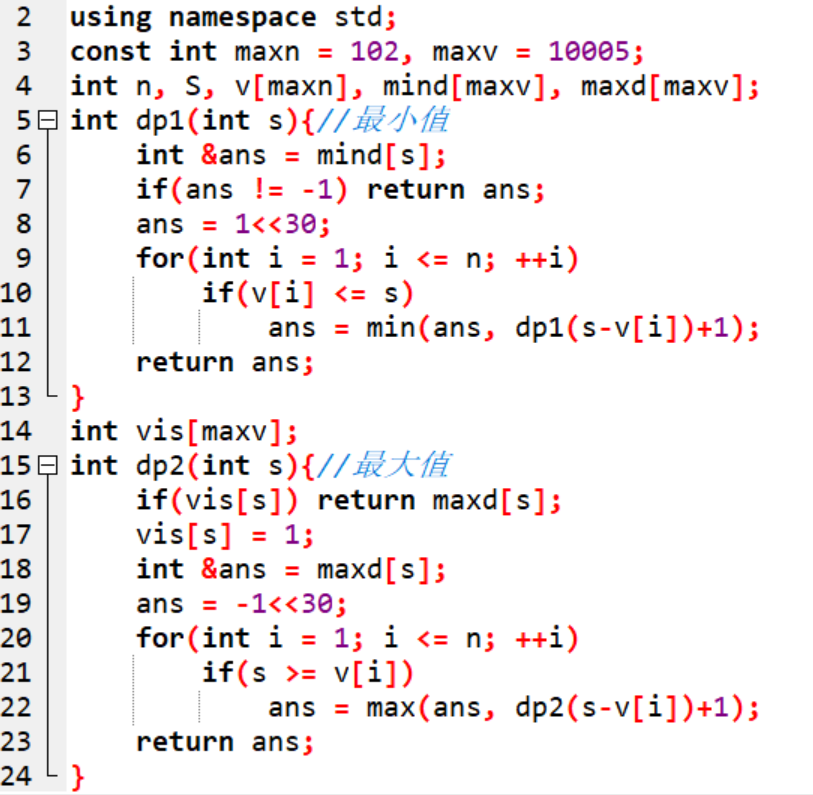 2 using namespace std;
3 const int maxn = 102, maxv = 10005;
4 int n, S, v[maxn], mind[maxv], maxd[maxv];
5 int dp1(int s){//最小值
6     int &ans = mind[s];
7     if(ans != -1) return ans;
8     ans = 1<<30;
9     for(int i = 1; i <= n; ++i)
10         if(v[i] <= s)
11             ans = min(ans, dp1(s-v[i])+1);
12     return ans;
13 }
14 int vis[maxv];
15 int dp2(int s){//最大值
16     if(vis[s]) return maxd[s];
17     vis[s] = 1;
18     int &ans = maxd[s];
19     ans = -1<<30;
20     for(int i = 1; i <= n; ++i)
21         if(s >= v[i])
22             ans = max(ans, dp2(s-v[i])+1);
23     return ans;
24 }